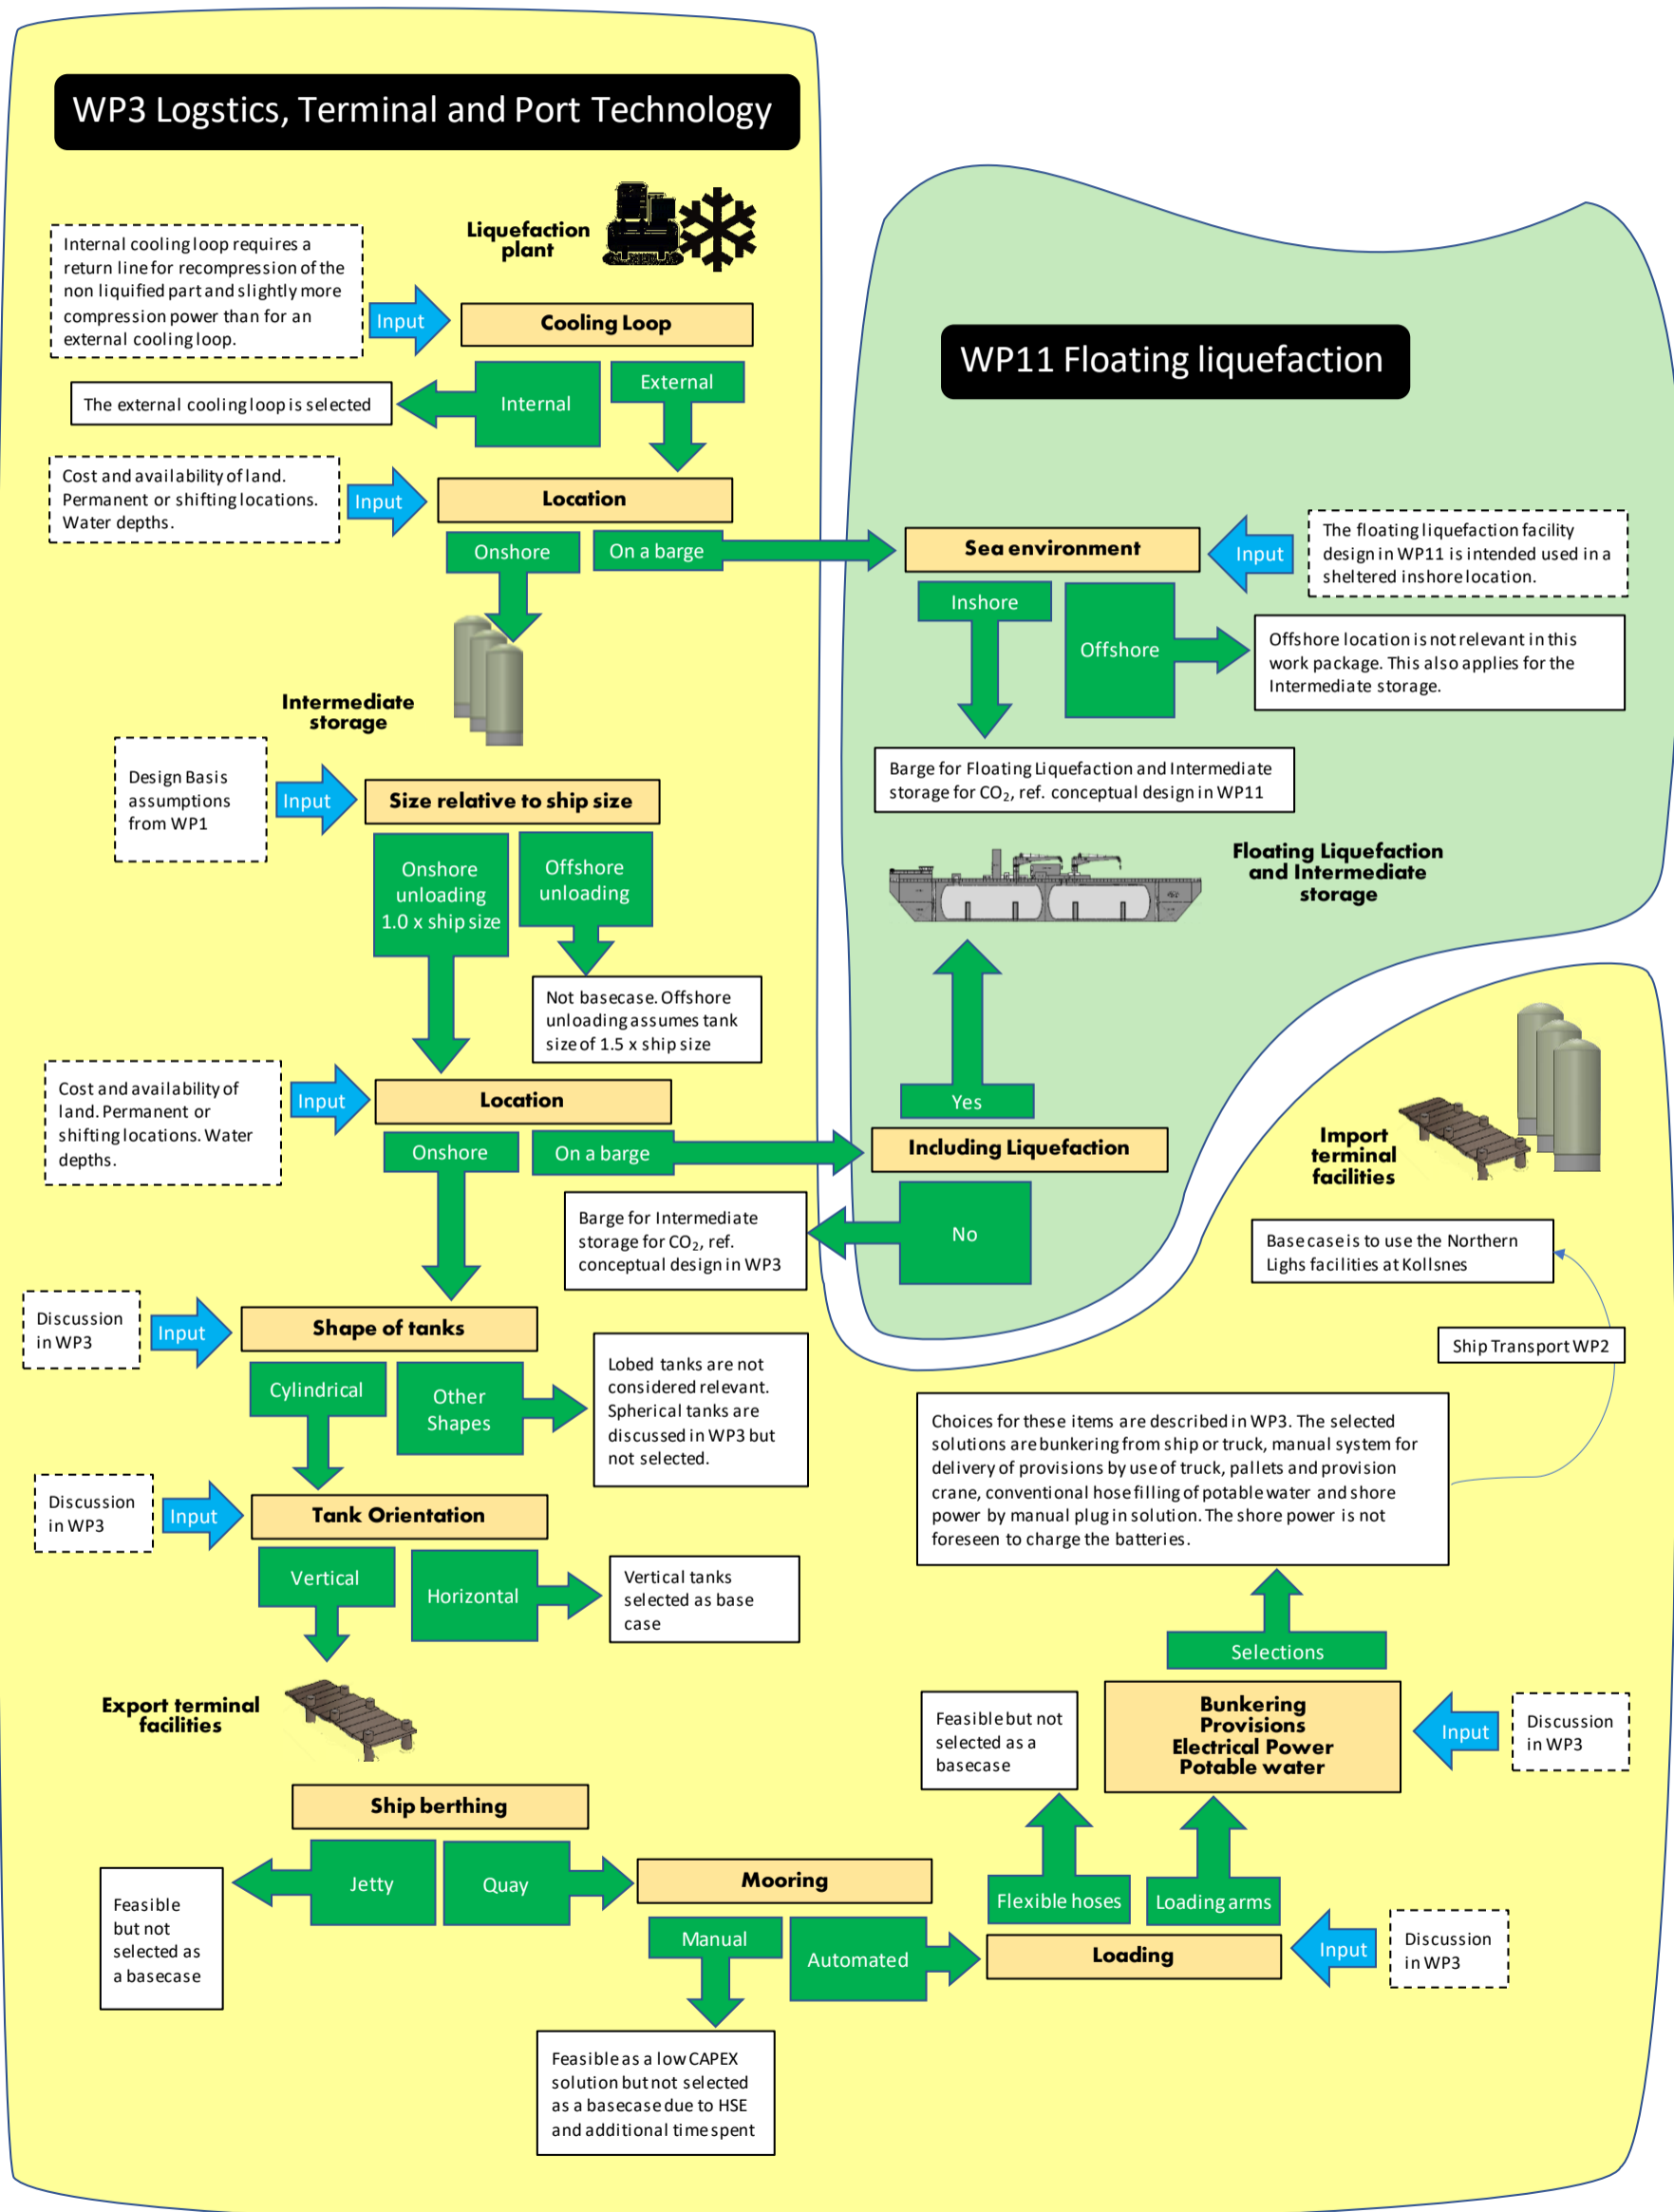 WP3 Logstics, Terminal and Port Technology
Liquefaction
plant
Internal cooling loop requires a
return line for recompression of the
non liquified part and slightly more
compression power than for an
external cooling loop.
Input
Cooling Loop
The external cooling loop is selected
Internal
External
Cost and availability of land.
Permanent or shifting locations.
Water depths.
Input
Location
Onshore
On a barge
Intermediate
storage
Design Basis
assumptions
from WP1
Input
Size relative to ship size
Onshore
unloading
1.0 x ship size
Offshore
unloading
Not basecase. Offshore
unloading assumes tank
size of 1.5 x ship size
Cost and availability of
land. Permanent or
shifting locations. Water
depths.
Input
Location
Onshore
On a barge
Barge for Intermediate
storage for CO₂, ref.
conceptual design in WP3
Discussion
in WP3
Input
Shape of tanks
Cylindrical
Other
Shapes
Lobed tanks are not
considered relevant.
Spherical tanks are
discussed in WP3 but
not selected.
Discussion
in WP3
Input
Tank Orientation
Vertical
Horizontal
Vertical tanks
selected as base
case
Export terminal
facilities
Ship berthing
Jetty
Quay
Feasible
but not
selected as
a basecase
Mooring
Manual
Automated
Feasible as a low CAPEX
solution but not selected
as a basecase due to HSE
and additional time spent
WP11 Floating liquefaction
Sea environment
Input
The floating liquefaction facility
design in WP11 is intended used in a
sheltered inshore location.
Inshore
Offshore
Offshore location is not relevant in this
work package. This also applies for the
Intermediate storage.
Barge for Floating Liquefaction and Intermediate
storage for CO₂, ref. conceptual design in WP11
Floating Liquefaction
and Intermediate
storage
Yes
Including Liquefaction
No
Import
terminal
facilities
Base case is to use the Northern
Lighs facilities at Kollsnes
Ship Transport WP2
Choices for these items are described in WP3. The selected
solutions are bunkering from ship or truck, manual system for
delivery of provisions by use of truck, pallets and provision
crane, conventional hose filling of potable water and shore
power by manual plug in solution. The shore power is not
foreseen to charge the batteries.
Selections
Bunkering
Provisions
Electrical Power
Potable water
Input
Discussion
in WP3
Feasible but not
selected as a
basecase
Flexible hoses
Loading arms
Loading
Input
Discussion
in WP3